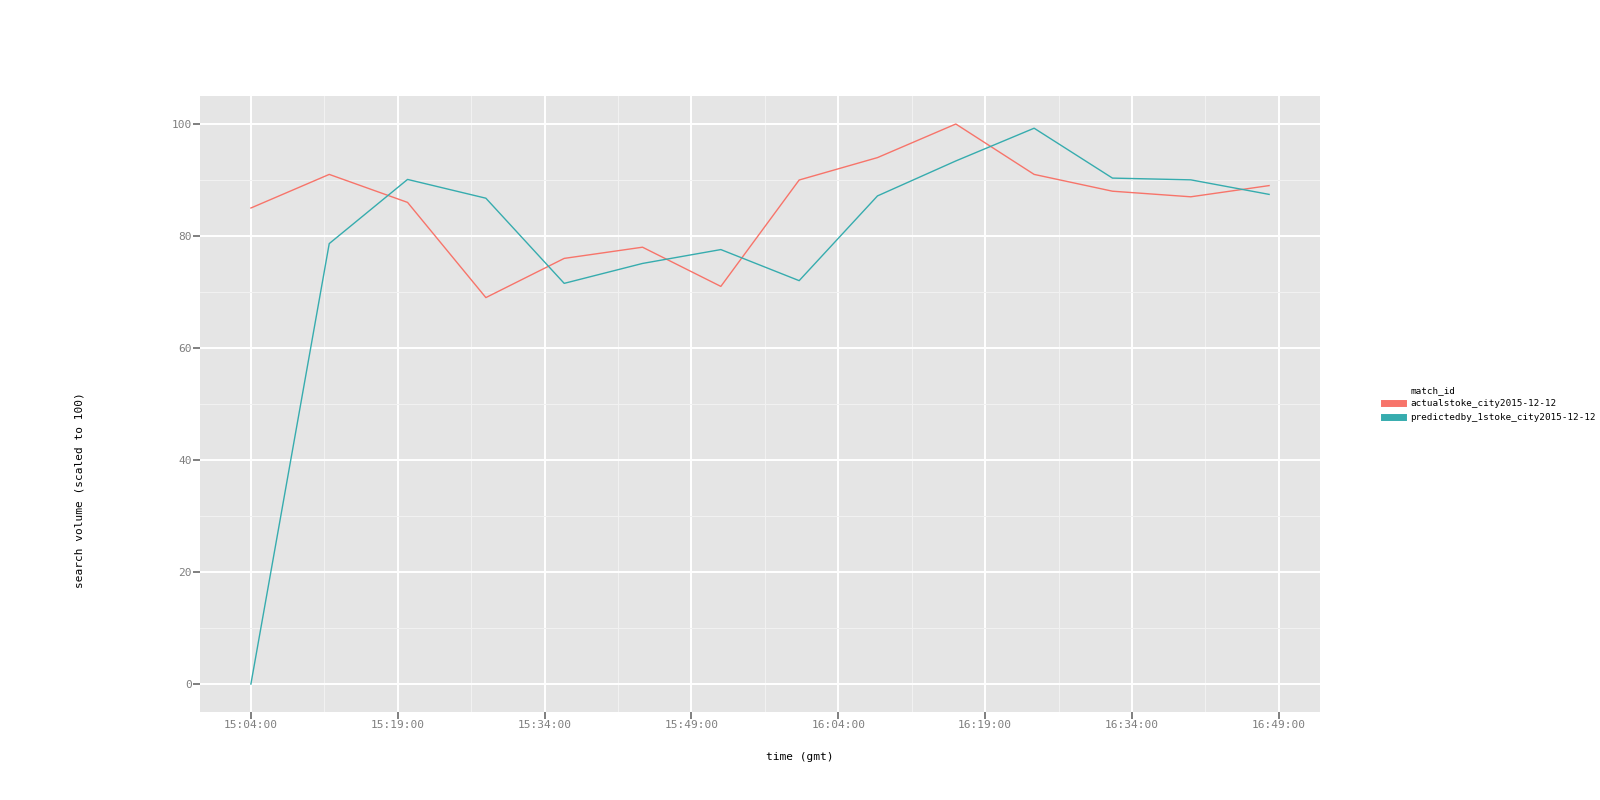 100
80
60
40
20
0
search volume (scaled to 100)
15:04:00 15:19:00 15:34:00 15:49:00 16:04:00 16:19:00 16:34:00 16:49:00
time (gmt)
match_id
actualstoke_city2015-12-12
predictedby_1stoke_city2015-12-12